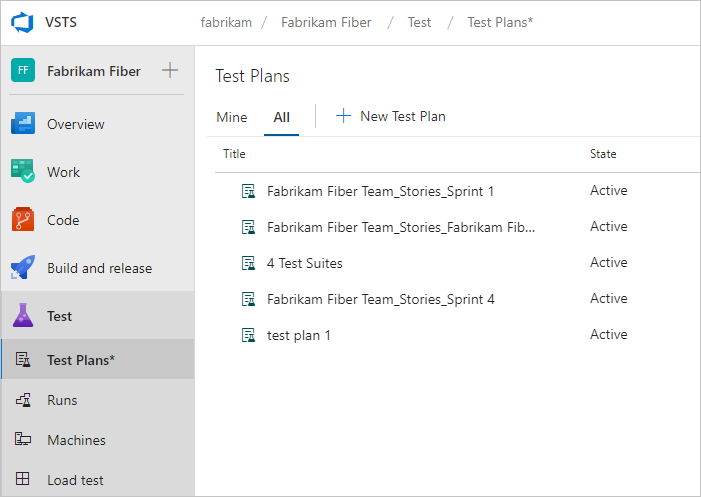 VSTS
fabrikam / Fabrikam Fiber / Test / Test Plans*
FF Fabrikam Fiber
Overview
Work
Code
Build and release
Test
Test Plans*
Runs
Machines
Load test
Test Plans
Mine All New Test Plan
Title State
Fabrikam Fiber Team_Stories_Sprint 1 Active
Fabrikam Fiber Team_Stories_Fabrikam Fib... Active
4 Test Suites Active
Fabrikam Fiber Team_Stories_Sprint 4 Active
test plan 1 Active